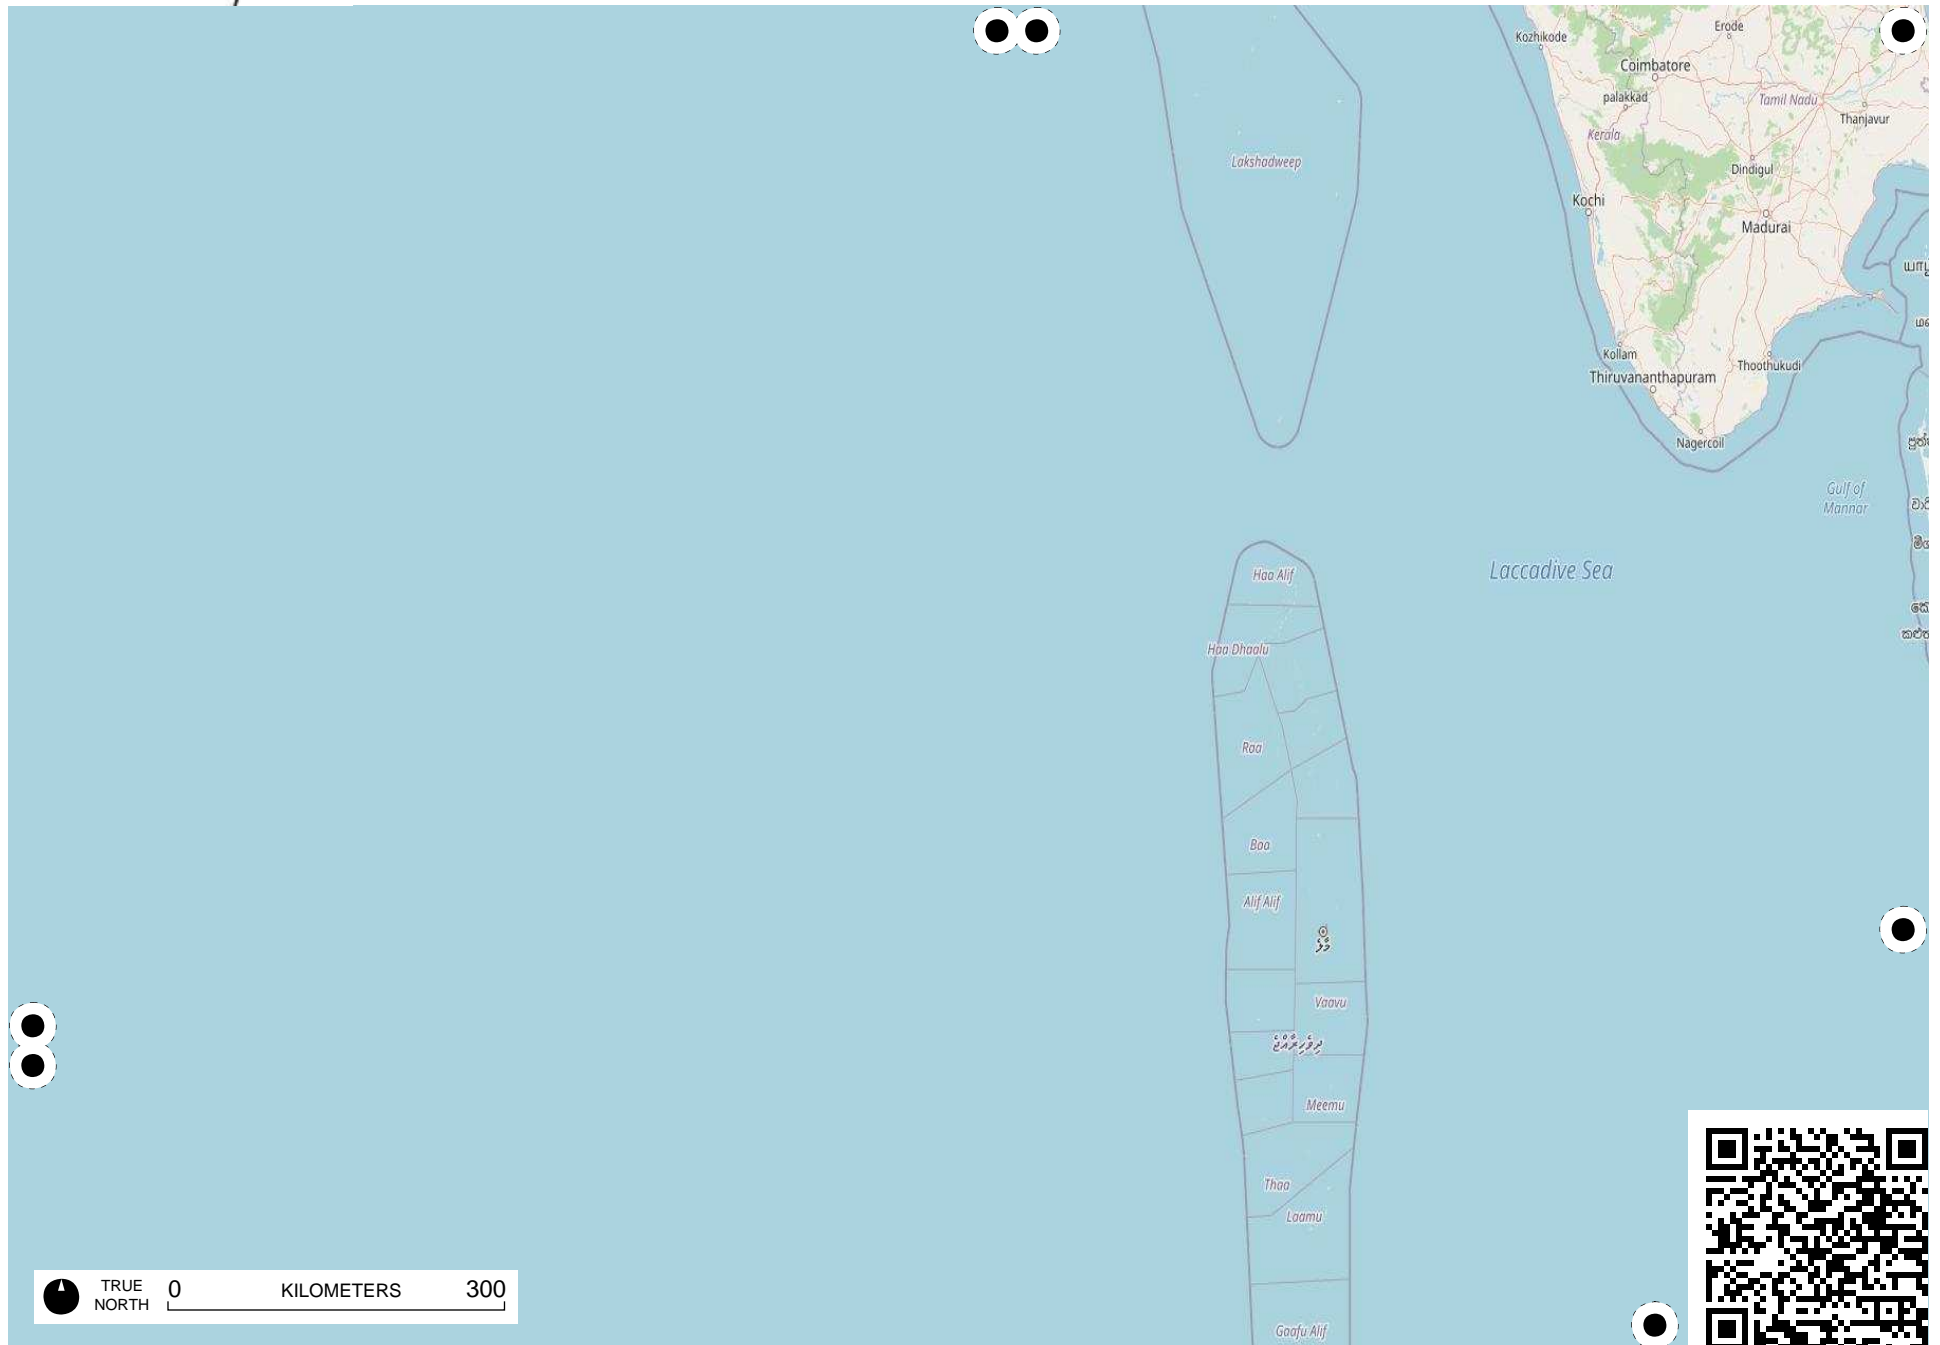 Kozhikode
Erode
Coimbatore
palakkad
Tamil Nadu
Thanjavur
Kerala
Lakshadweep
Dindigul
Kochi
Madurai
Kollam
Thoothukudi
Thiruvananthapuram
Nagercoil
Gulf of
Mannar
Laccadive Sea
Haa Alif
Haa Dhaalu
Raa
Baa
Alif Alif
މާލެ
Vaavu
ދިވެހިރާއްޖެ
Meemu
Thaa
Laamu
TRUE
NORTH
0 KILOMETERS 300
Gaafu Alif